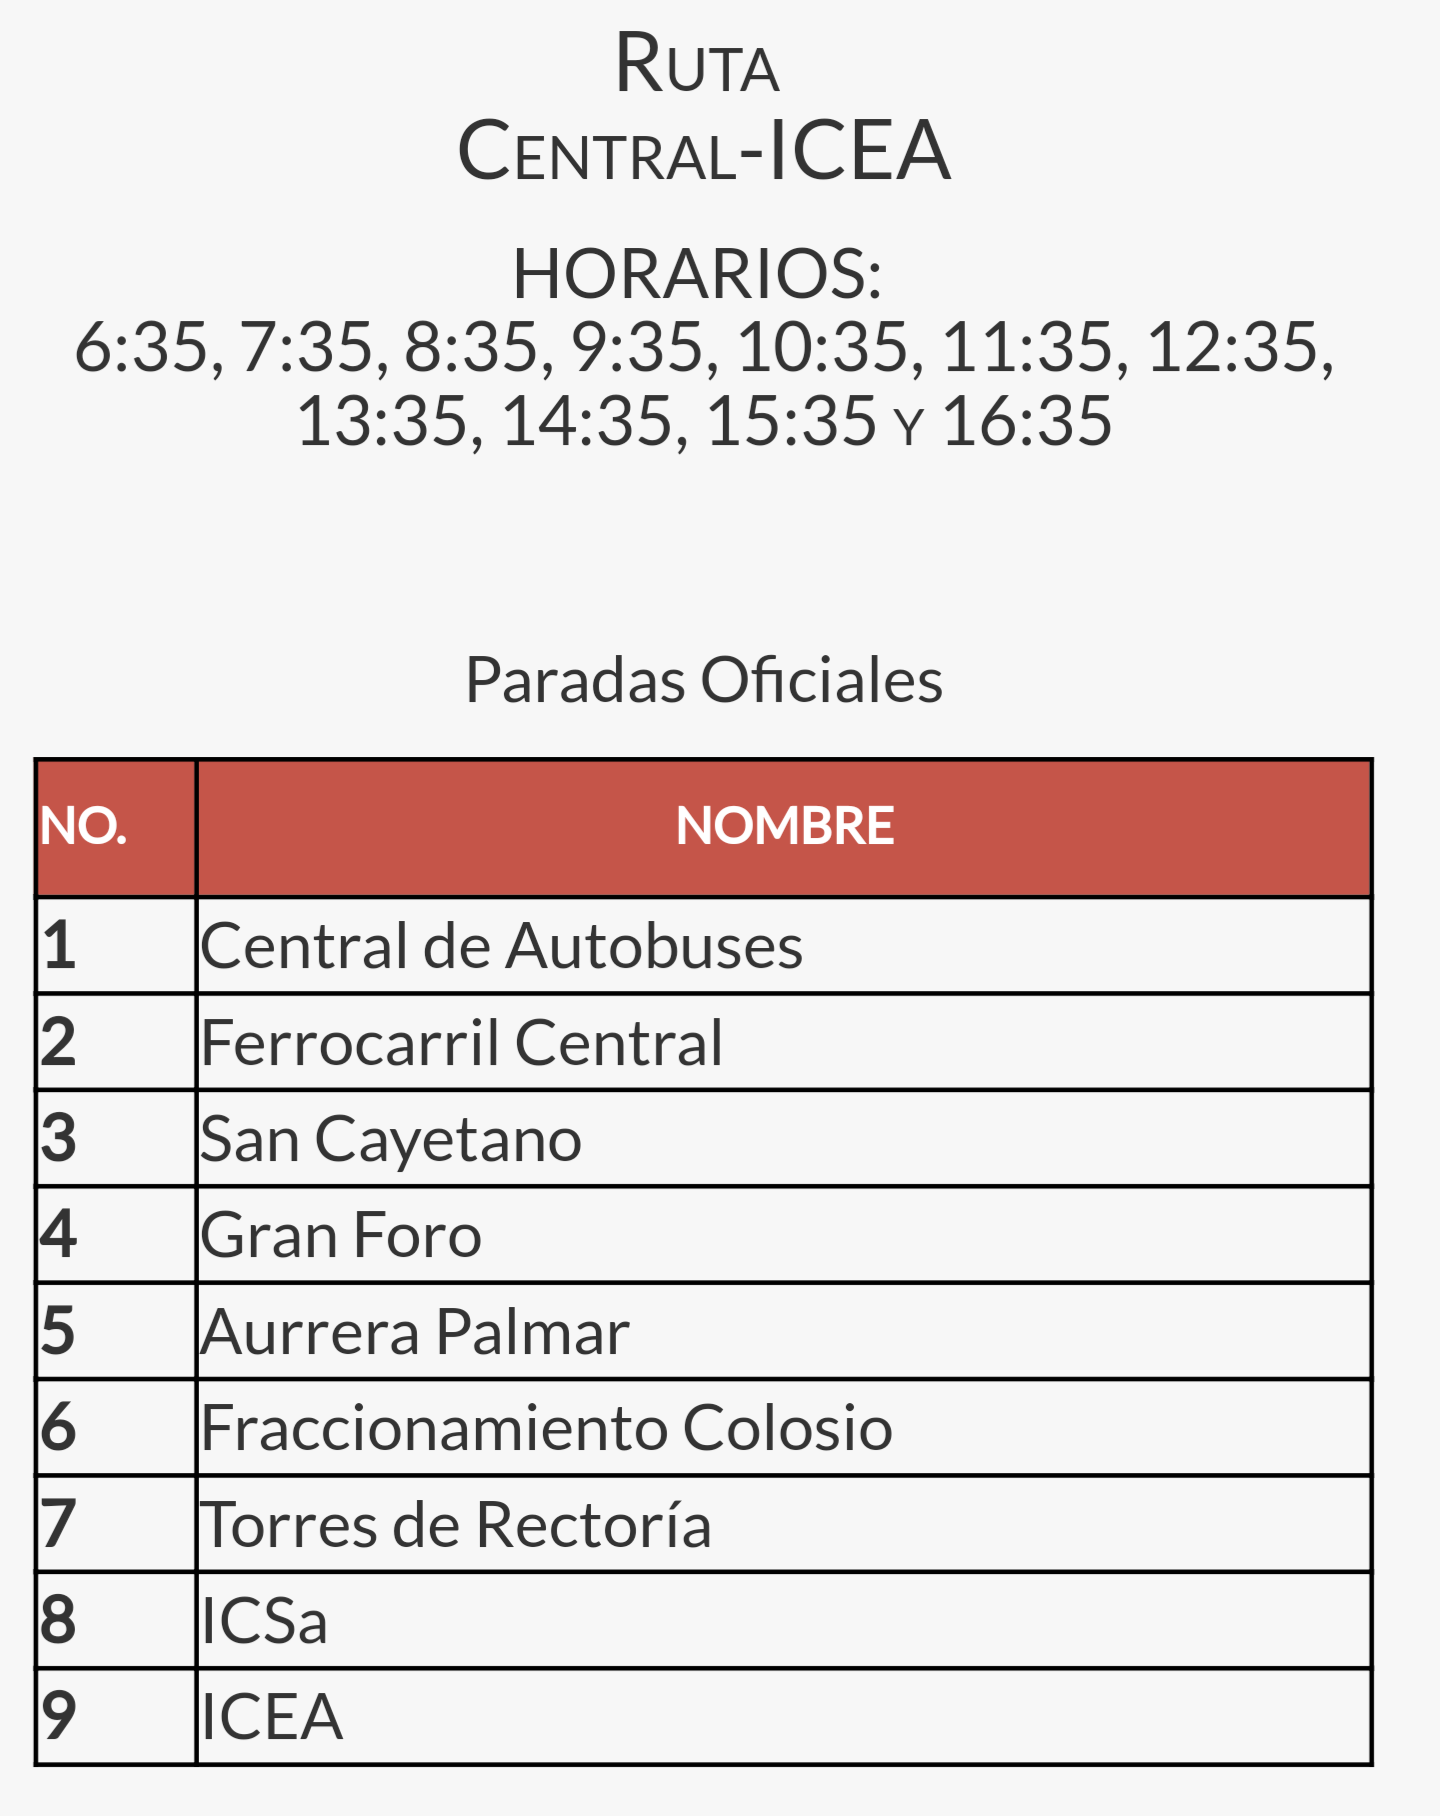 Ruta
Central-ICEA
HORARIOS:
6:35, 7:35, 8:35, 9:35, 10:35, 11:35, 12:35,
13:35, 14:35, 15:35 y 16:35
Paradas Oficiales
NO. NOMBRE
1 Central de Autobuses
2 Ferrocarril Central
3 San Cayetano
4 Gran Foro
5 Aurrera Palmar
6 Fraccionamiento Colosio
7 Torres de Rectoría
8 ICSa
9 ICEA